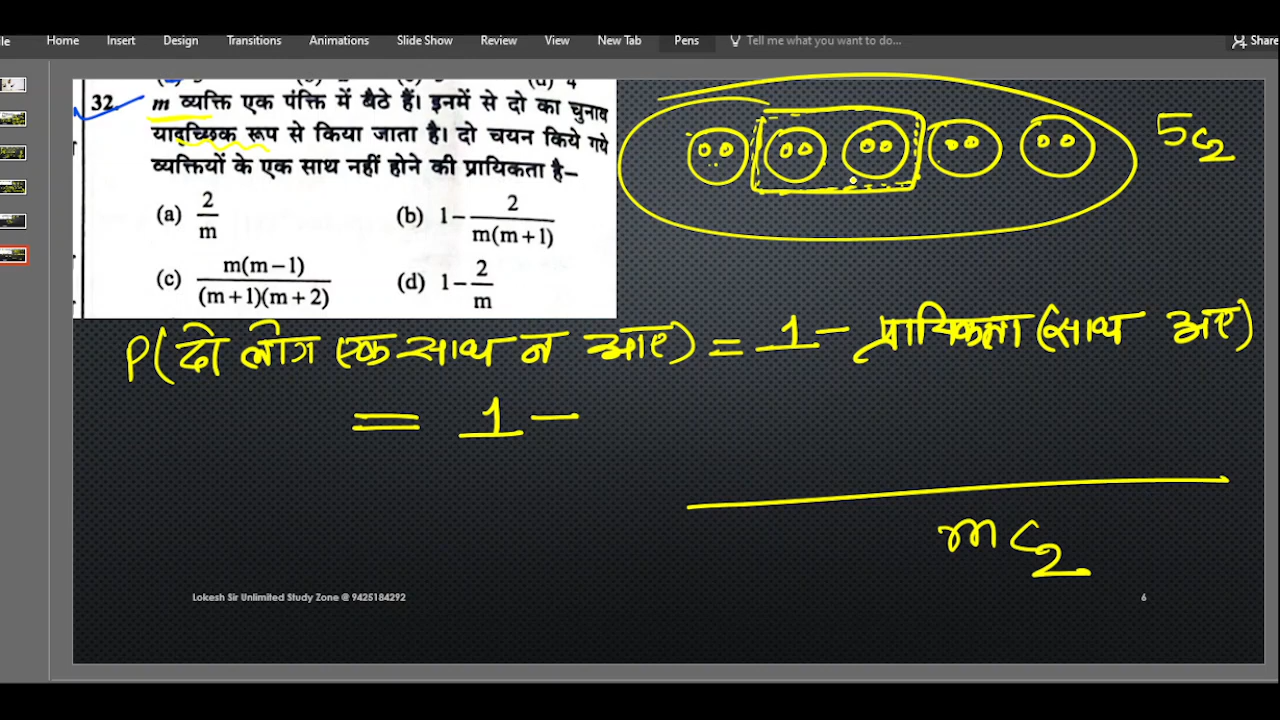 le Home Insert Design Transitions Animations Slide Show Review View New Tab Pens Tell me what you want to do... Share
(d) 4
32. m व्यक्ति एक पंक्ति में बैठे हैं। इनमें से दो का चुनाव
यादृच्छिक रूप से किया जाता है। दो चयन किये गये
व्यक्तियों के एक साथ नहीं होने की प्रायिकता है–
(a) 2/m (b) 1 – 2/m(m+1)
(c) m(m–1)/(m+1)(m+2) (d) 1 – 2/m
5c2
P(दो लोग एक साथ न आए) = 1 – प्रायिकता(साथ आए)
= 1 –
mc2
Lokesh Sir Unlimited Study Zone @ 9425184292
6